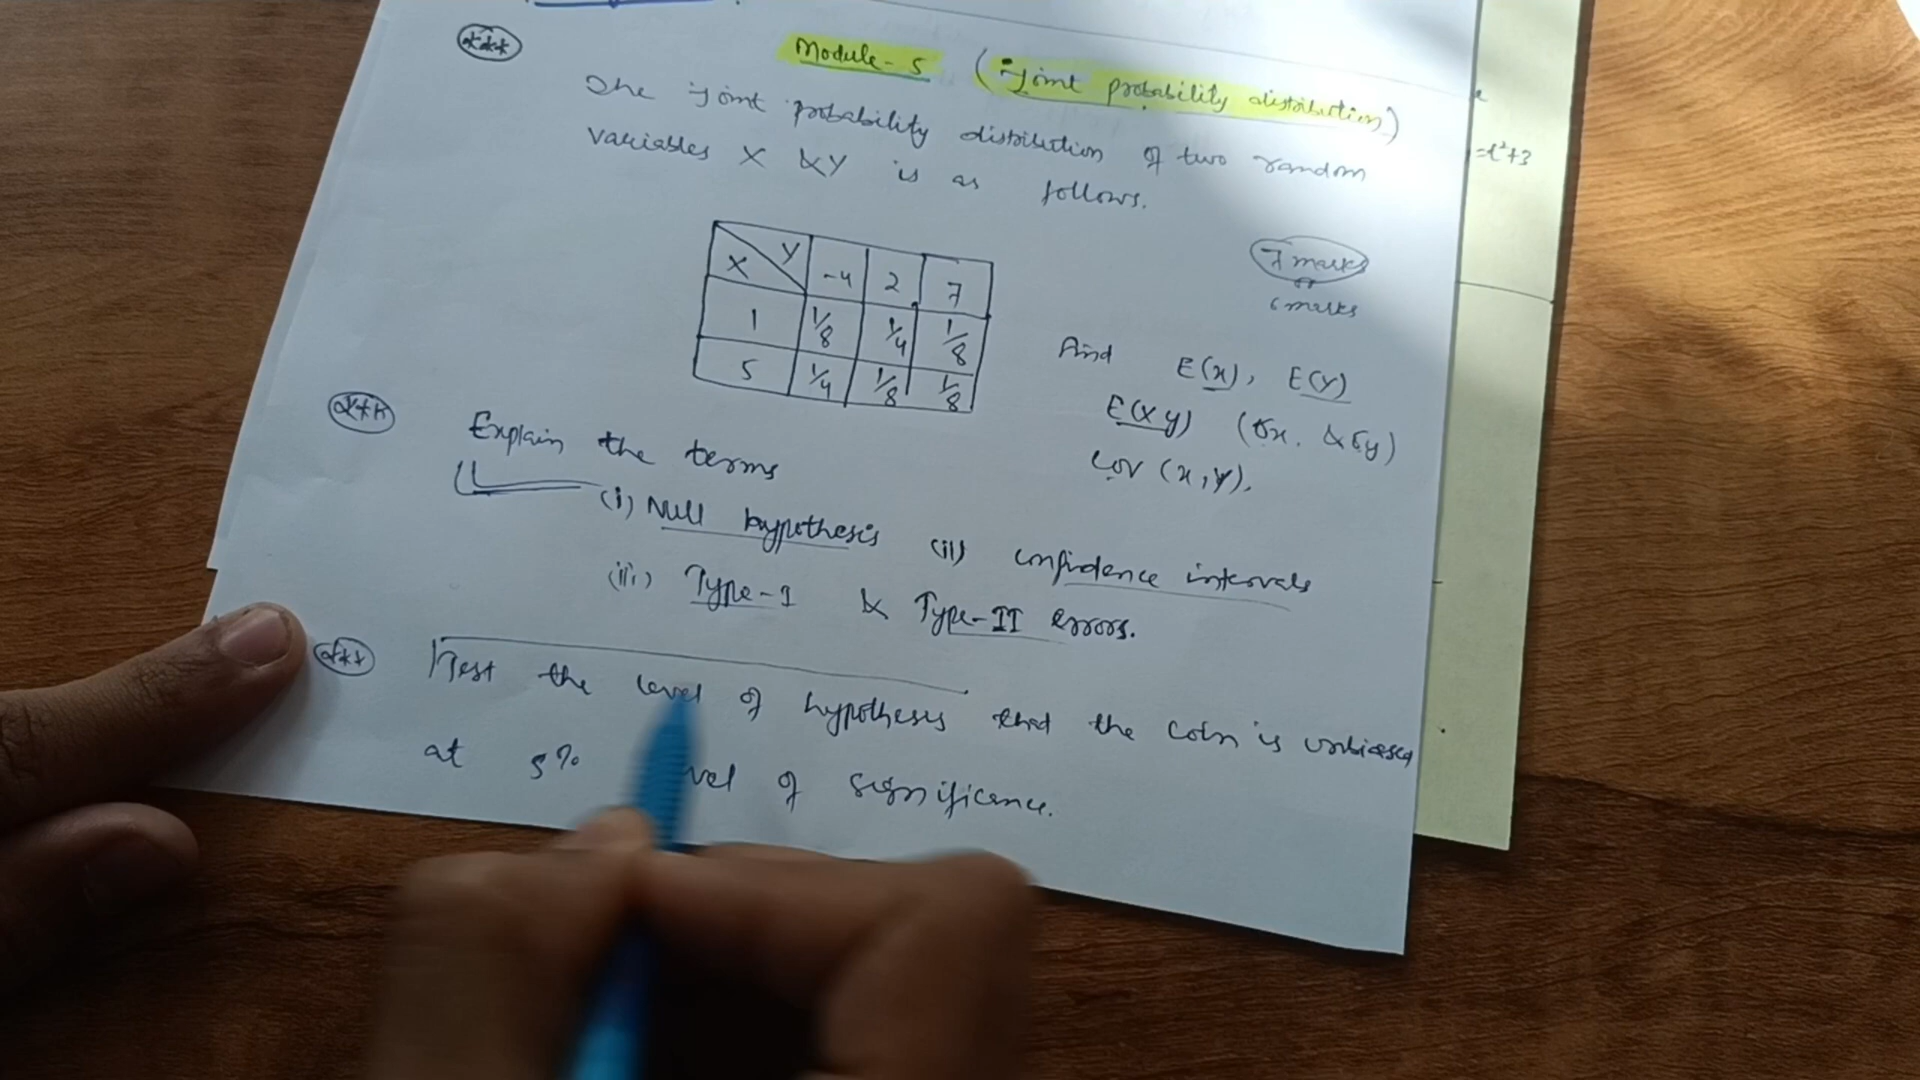 ***
Module - 5 (Joint probability distribution)
The joint probability distribution of two random
variables X & Y is as follows.
=t²+3
7 marks
6 marks
X Y -4 2 7
1 1/8 1/4 1/8
5 1/4 1/8 1/8
Find E(x), E(Y)
E(XY) (σx. & σy)
COV (x,y).
Explain the terms
(i) Null hypothesis (ii) confidence intervals
(iii) Type-I & Type-II errors.
***
Test the level of hypothesis that the coin is unbiased
at 5% of significance.